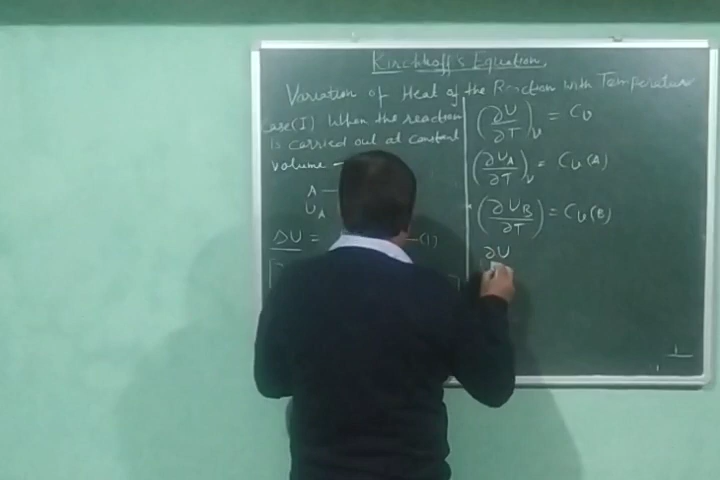 Kirchhoff's Equation.
Variation of Heat of the Reaction with Temperature
Case(I) When the reaction
is carried out at constant
volume –
A —
U_A
ΔU = —(1)
(∂U/∂T)_V = C_v
(∂U_A/∂T)_V = C_v(A)
(∂U_B/∂T) = C_v(B)
∂U